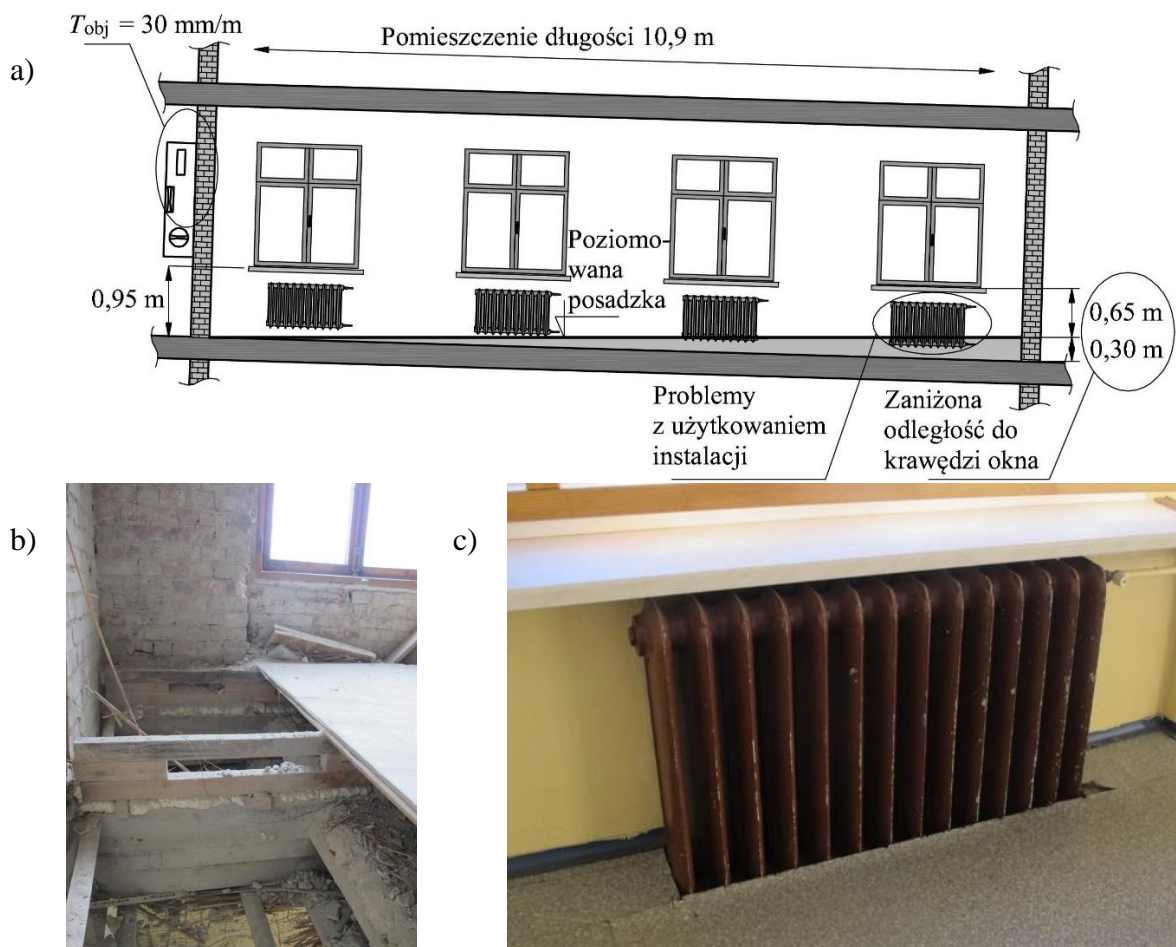 T_obj = 30 mm/m
Pomieszczenie długości 10,9 m
a)
Poziomo-
wana
posadzka
0,95 m
0,65 m
0,30 m
Problemy
z użytkowaniem
instalacji
Zaniżona
odległość do
krawędzi okna
b)
c)